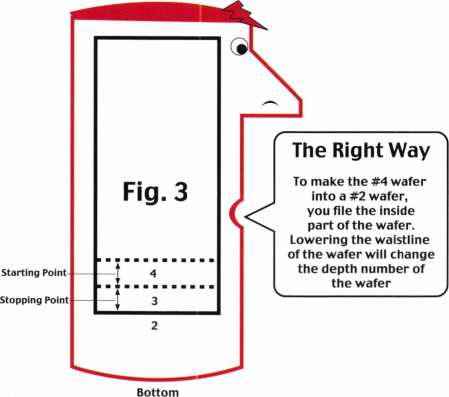 Fig. 3
The Right Way
To make the #4 wafer
into a #2 wafer,
you file the inside
part of the wafer.
Lowering the waistline
of the wafer will change
the depth number of
the wafer
Starting Point
4
Stopping Point
3
2
Bottom